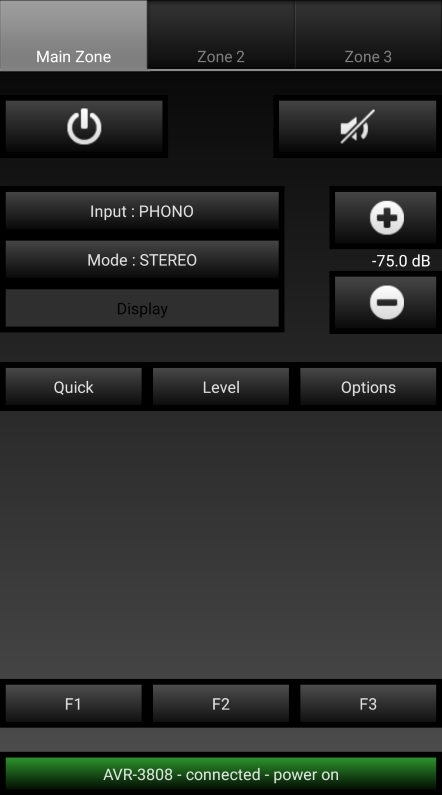 Main Zone
Zone 2
Zone 3
Input : PHONO
Mode : STEREO
-75.0 dB
Display
Quick
Level
Options
F1
F2
F3
AVR-3808 - connected - power on